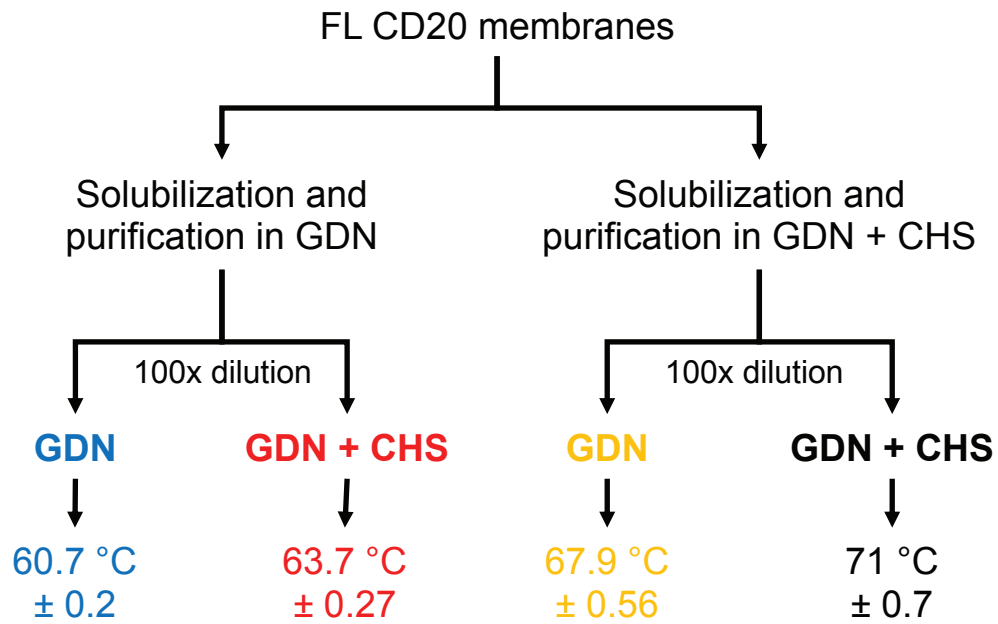 FL CD20 membranes
Solubilization and
purification in GDN
Solubilization and
purification in GDN + CHS
100x dilution
100x dilution
GDN
GDN + CHS
GDN
GDN + CHS
60.7 °C
± 0.2
63.7 °C
± 0.27
67.9 °C
± 0.56
71 °C
± 0.7